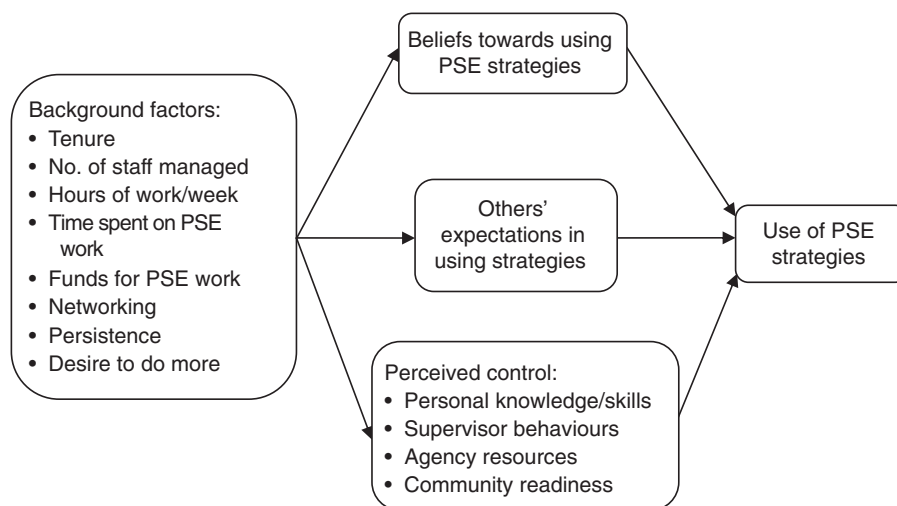 Background factors:
• Tenure
• No. of staff managed
• Hours of work/week
• Time spent on PSE
work
• Funds for PSE work
• Networking
• Persistence
• Desire to do more
Beliefs towards using
PSE strategies
Others’
expectations in
using strategies
Perceived control:
• Personal knowledge/skills
• Supervisor behaviours
• Agency resources
• Community readiness
Use of PSE
strategies